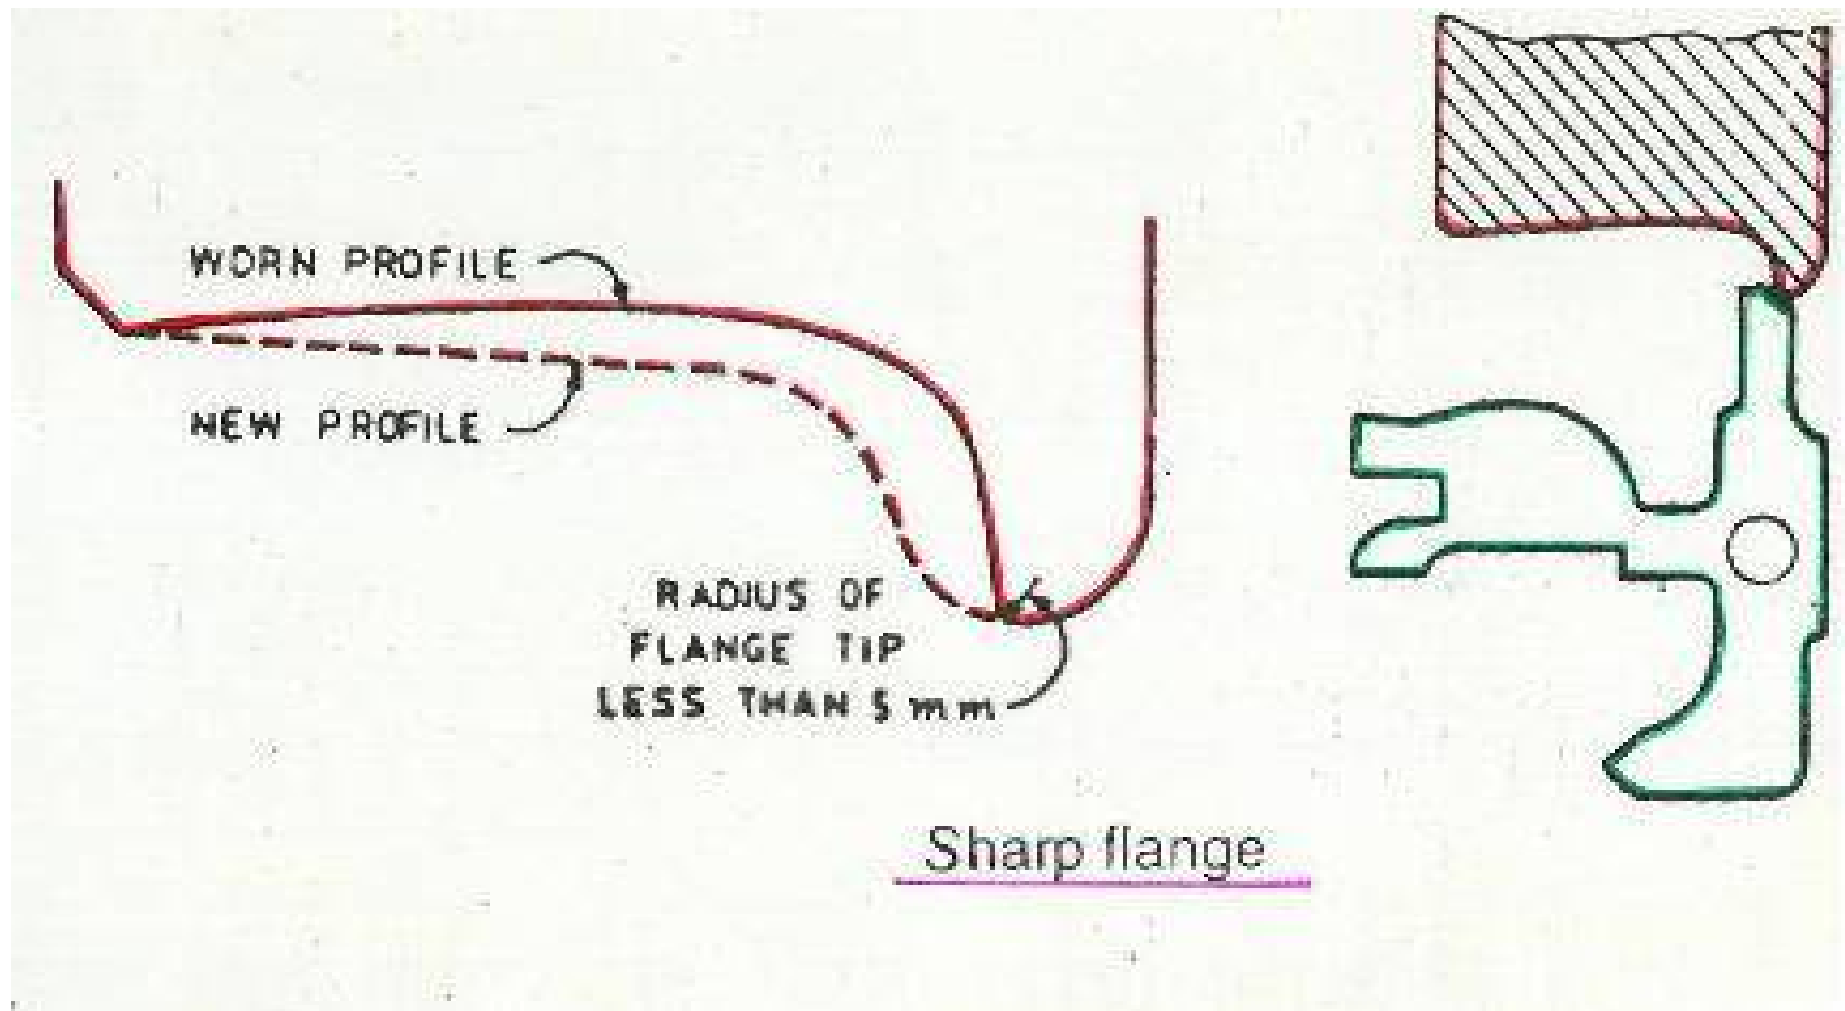 WORN PROFILE
NEW PROFILE
RADIUS OF
FLANGE TIP
LESS THAN 5 mm
Sharp flange